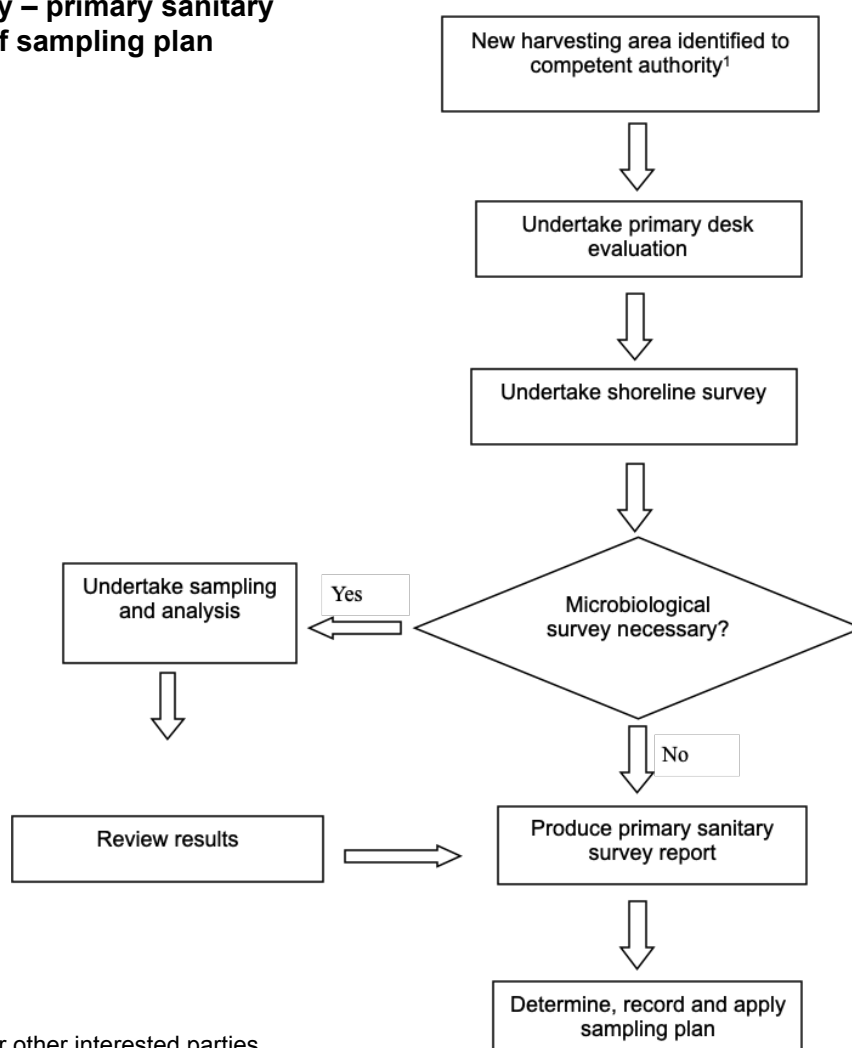 y – primary sanitary
f sampling plan
New harvesting area identified to
competent authority¹
Undertake primary desk
evaluation
Undertake shoreline survey
Microbiological
survey necessary?
Yes
Undertake sampling
and analysis
No
Review results
Produce primary sanitary
survey report
Determine, record and apply
sampling plan
r other interested parties